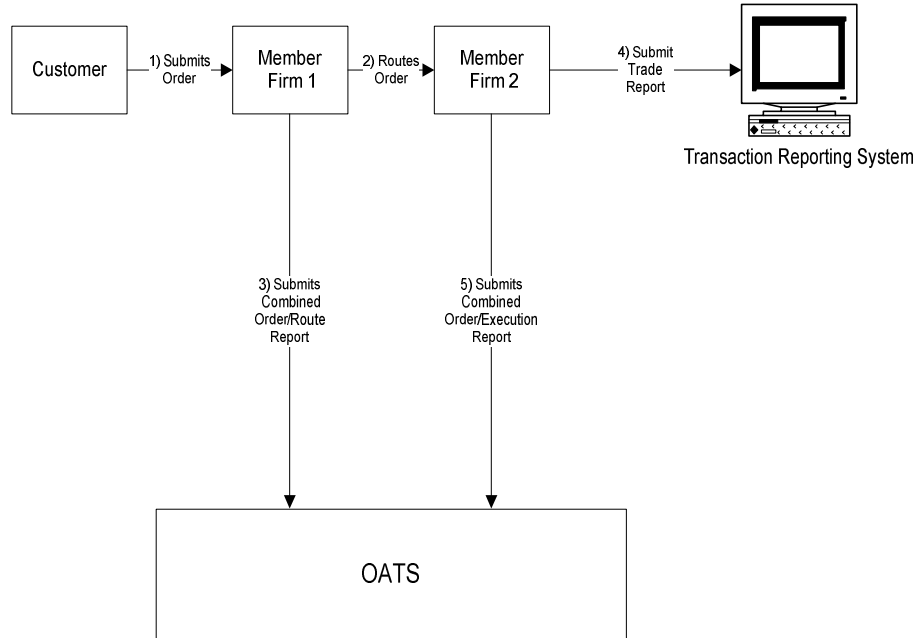 Customer
1) Submits
Order
Member
Firm 1
2) Routes
Order
Member
Firm 2
4) Submit
Trade
Report
Transaction Reporting System
3) Submits
Combined
Order/Route
Report
5) Submits
Combined
Order/Execution
Report
OATS